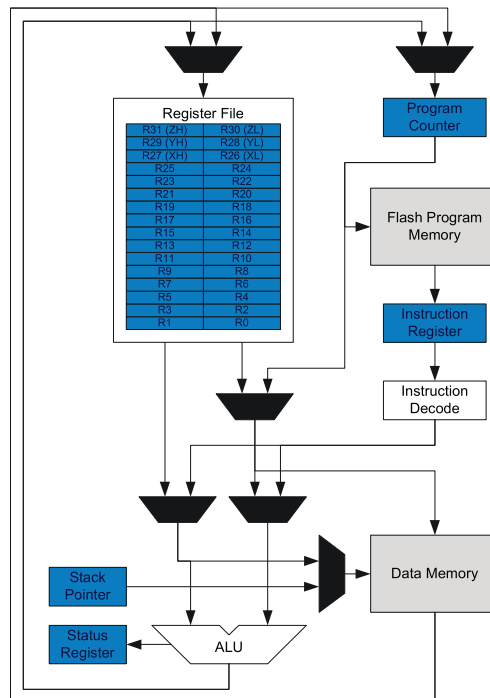 Register File
R31 (ZH) R30 (ZL)
R29 (YH) R28 (YL)
R27 (XH) R26 (XL)
R25 R24
R23 R22
R21 R20
R19 R18
R17 R16
R15 R14
R13 R12
R11 R10
R9 R8
R7 R6
R5 R4
R3 R2
R1 R0
Program
Counter
Flash Program
Memory
Instruction
Register
Instruction
Decode
Stack
Pointer
Data Memory
Status
Register
ALU